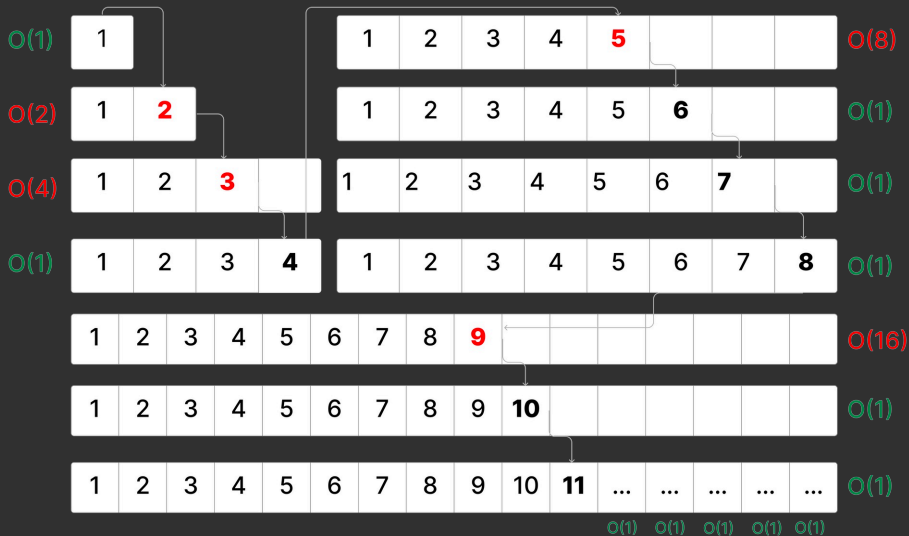 O(1) 1
O(2) 1 2
O(4) 1 2 3
O(1) 1 2 3 4
1 2 3 4 5 O(8)
1 2 3 4 5 6 O(1)
1 2 3 4 5 6 7 O(1)
1 2 3 4 5 6 7 8 O(1)
1 2 3 4 5 6 7 8 9 O(16)
1 2 3 4 5 6 7 8 9 10 O(1)
1 2 3 4 5 6 7 8 9 10 11 ... ... ... ... ... O(1)
O(1) O(1) O(1) O(1) O(1)